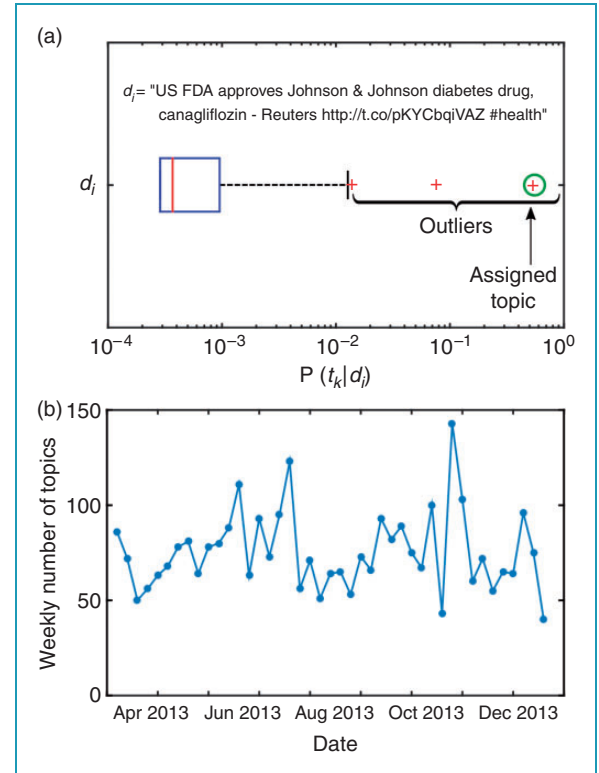 (a)
dᵢ= "US FDA approves Johnson & Johnson diabetes drug,
canagliflozin - Reuters http://t.co/pKYCbqiVAZ #health"
dᵢ
Outliers
Assigned
topic
10⁻⁴ 10⁻³ 10⁻² 10⁻¹ 10⁰
P (tₖ|dᵢ)
(b)
150
100
50
0
Weekly number of topics
Apr 2013 Jun 2013 Aug 2013 Oct 2013 Dec 2013
Date